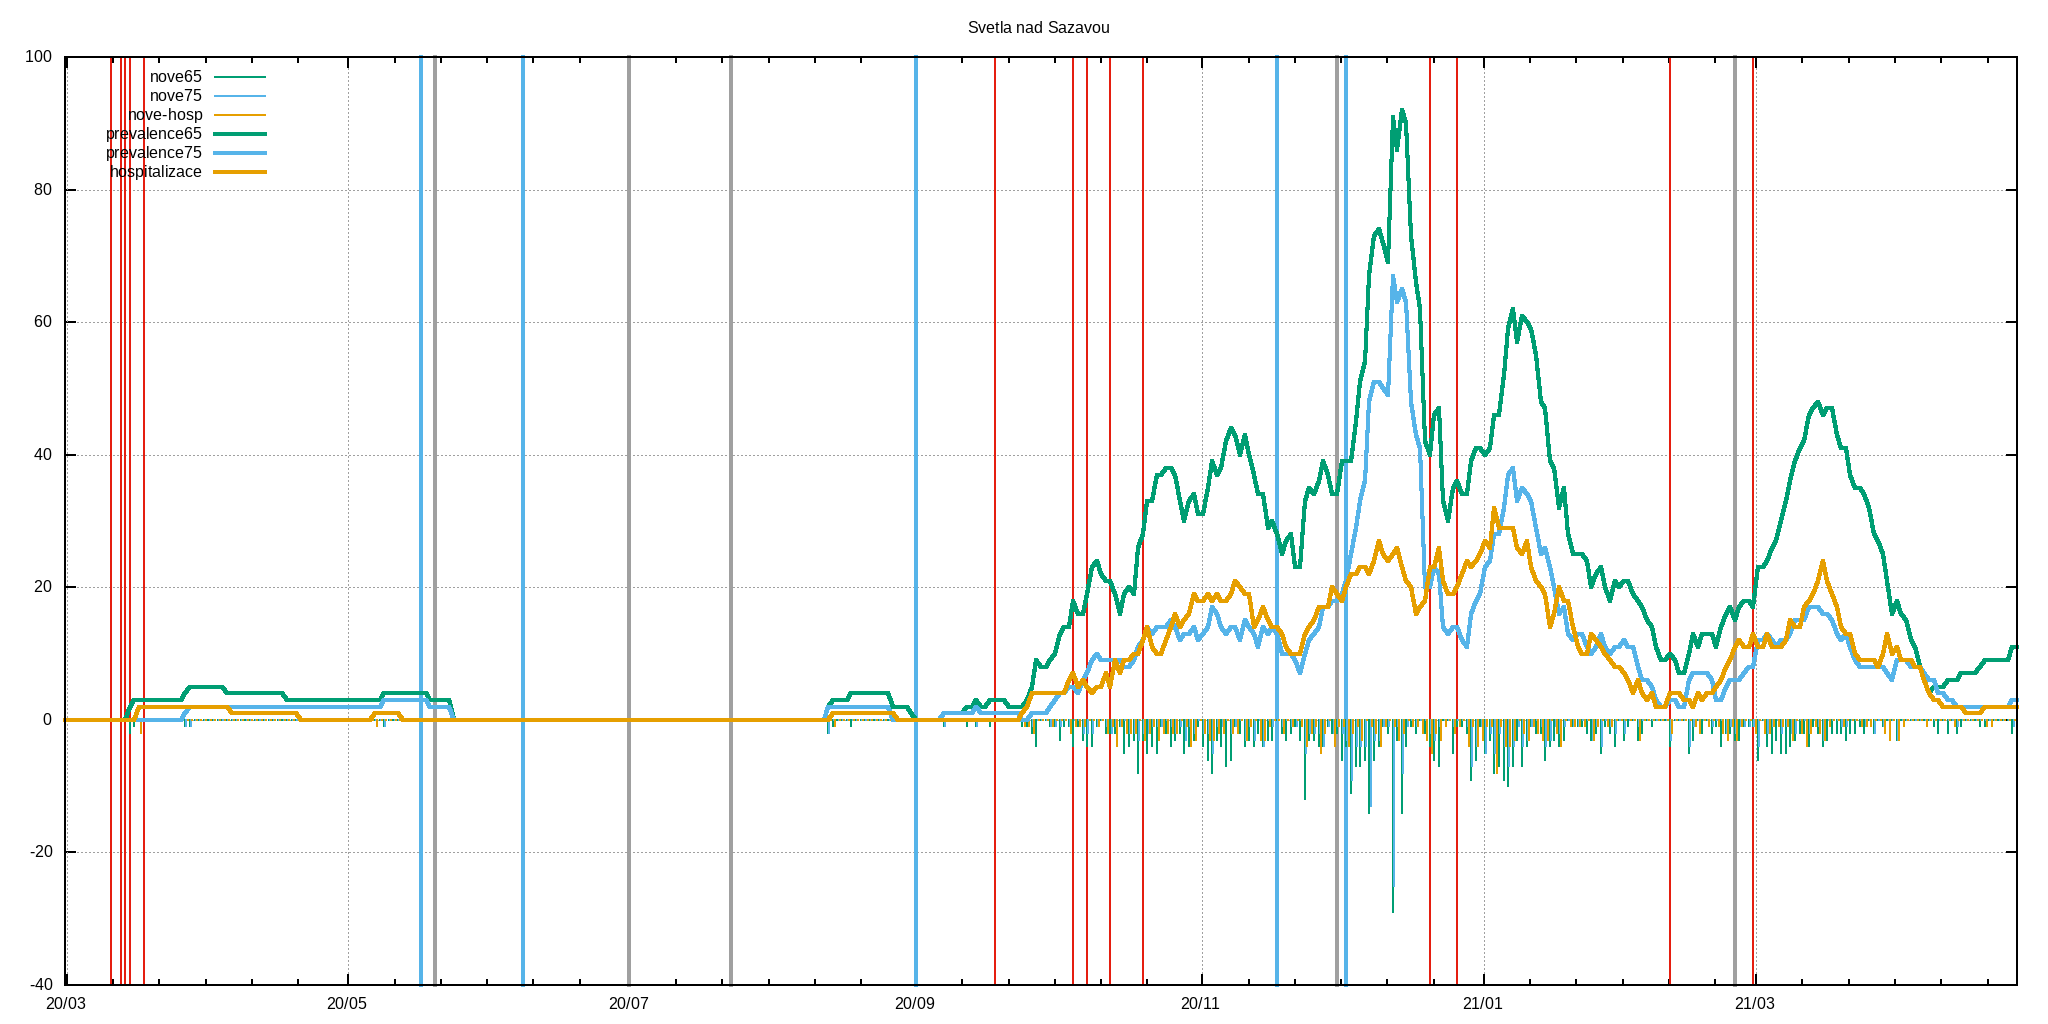 Svetla nad Sazavou
100
80
60
40
20
0
-20
-40
nove65
nove75
nove-hosp
prevalence65
prevalence75
hospitalizace
20/03 20/05 20/07 20/09 20/11 21/01 21/03